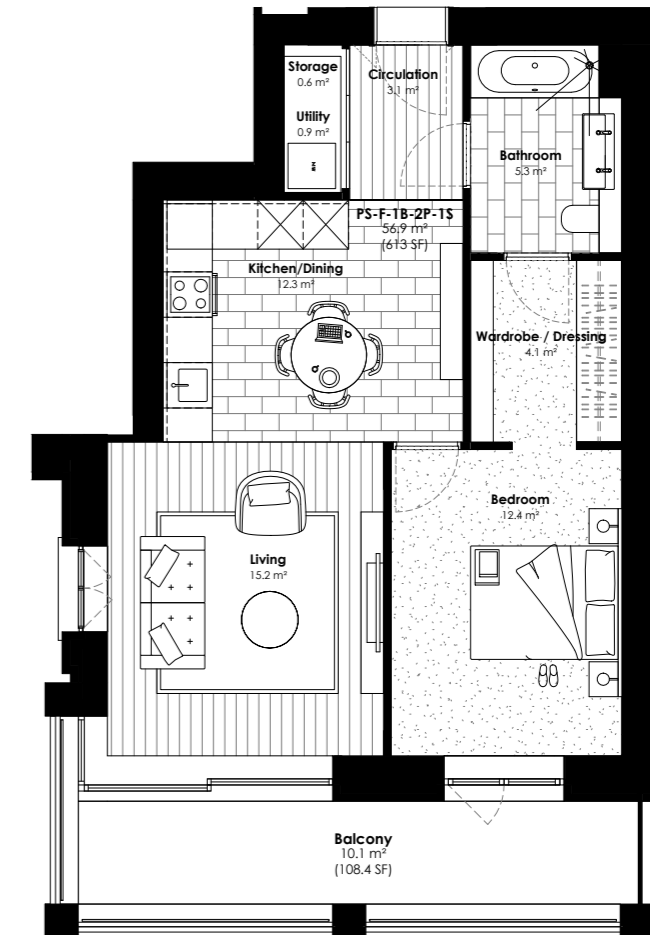 Storage
0.6 m²
Circulation
3.1 m²
Utility
0.9 m²
Bathroom
5.3 m²
PS-F-1B-2P-1S
56.9 m²
(613 SF)
Kitchen/Dining
12.3 m²
Wardrobe / Dressing
4.1 m²
Bedroom
12.4 m²
Living
15.2 m²
Balcony
10.1 m²
(108.4 SF)